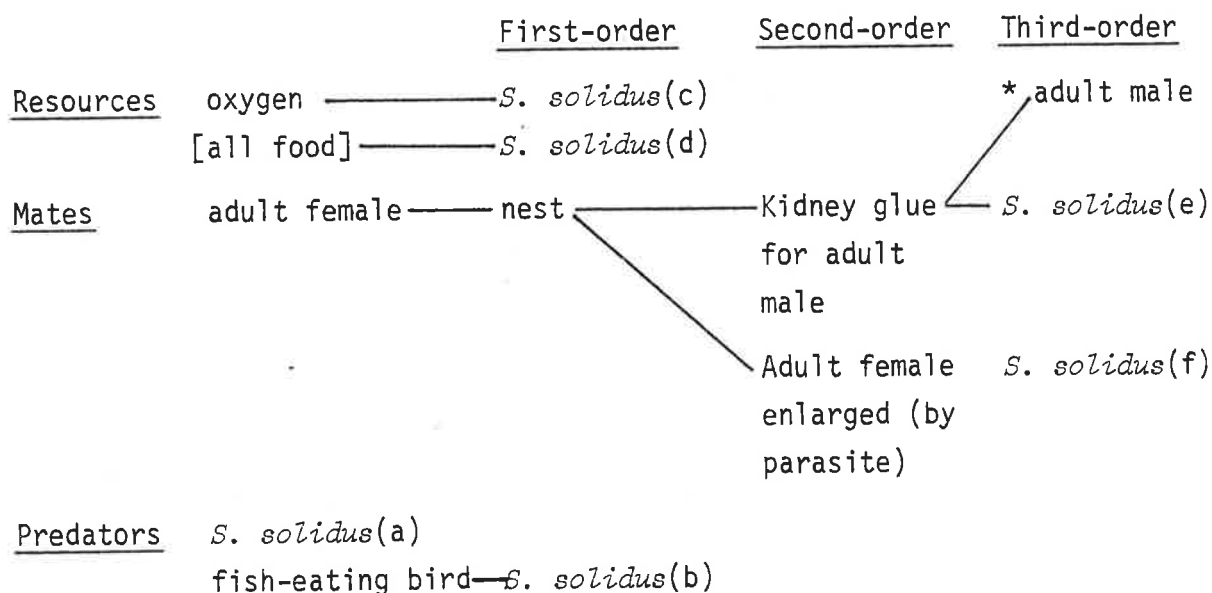 First-order Second-order Third-order
Resources oxygen S. solidus(c) * adult male
[all food] S. solidus(d)
Mates adult female nest Kidney glue S. solidus(e)
for adult
male
Adult female S. solidus(f)
enlarged (by
parasite)
Predators S. solidus(a)
fish-eating bird S. solidus(b)